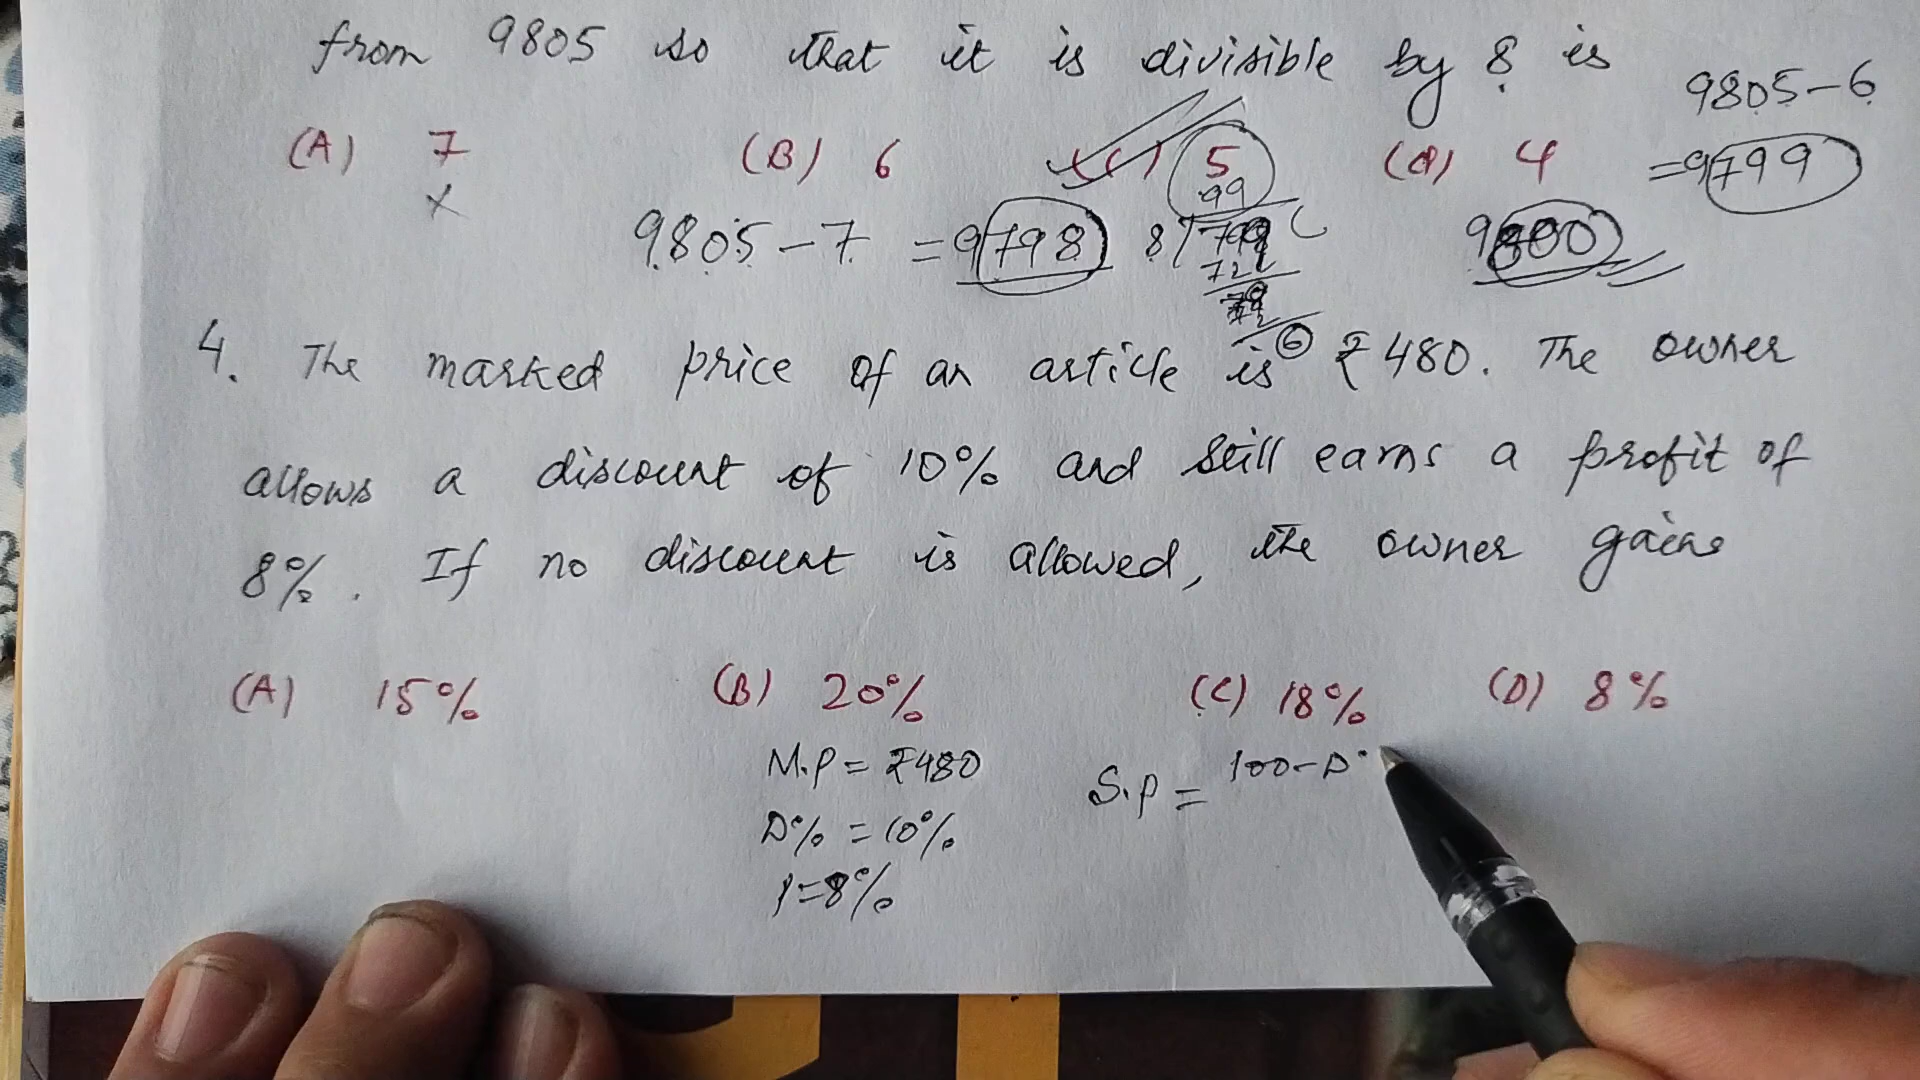 from 9805 so that it is divisible by 8 is
9805-6
(A) 7 (B) 6 (C) 5 (D) 4 =9799
9805-7 =9798 8 9800
72
6
4. The marked price of an article is ₹480. The owner
allows a discount of 10% and still earns a profit of
8%. If no discount is allowed, the owner gains
(A) 15% (B) 20% (C) 18% (D) 8%
M.P = ₹480 S.P = 100-D
D% = 10%
P=8%